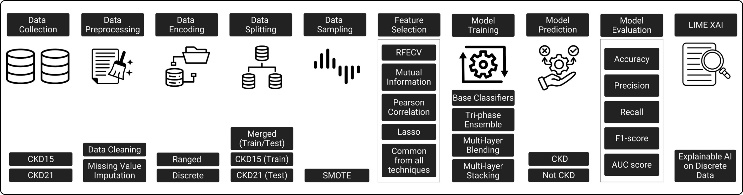 Data
Collection
Data
Preprocessing
Data
Encoding
Data
Splitting
Data
Sampling
Feature
Selection
Model
Training
Model
Prediction
Model
Evaluation
LIME XAI
CKD15
CKD21
Data Cleaning
Missing Value
Imputation
Ranged
Discrete
Merged
(Train/Test)
CKD15 (Train)
CKD21 (Test)
SMOTE
RFECV
Mutual
Information
Pearson
Correlation
Lasso
Common
from all
techniques
Base Classifiers
Tri-phase
Ensemble
Multi-layer
Blending
Multi-layer
Stacking
CKD
Not CKD
Accuracy
Precision
Recall
F1-score
AUC score
Explainable AI
on Discrete
Data